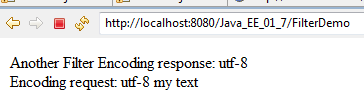 http://localhost:8080/Java_EE_01_7/FilterDemo
Another Filter Encoding response: utf-8
Encoding request: utf-8 my text